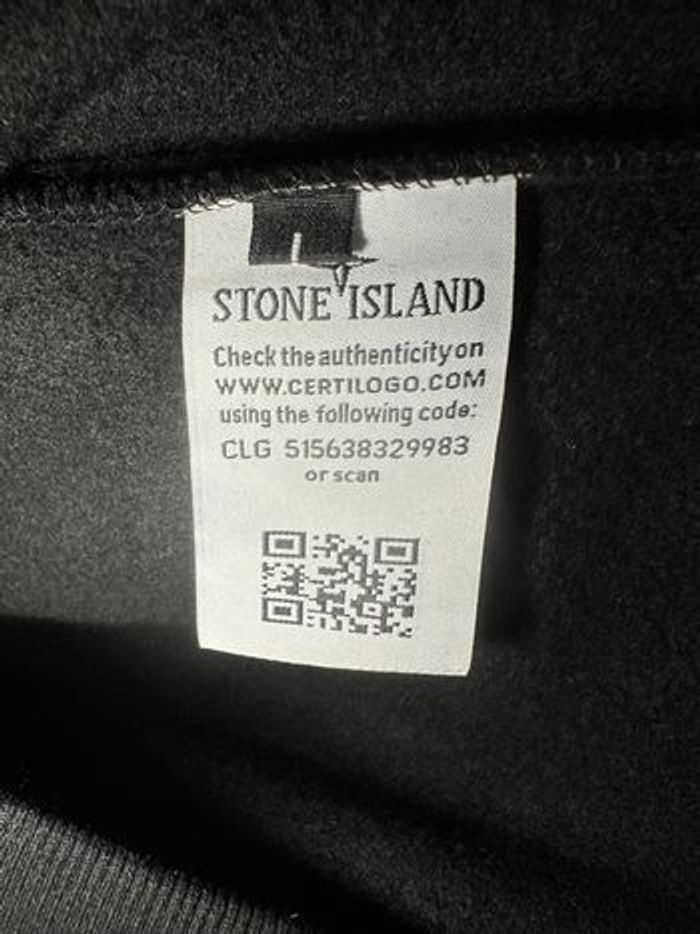 STONE ISLAND
Check the authenticity on
WWW.CERTILOGO.COM
using the following code:
CLG 515638329983
or scan